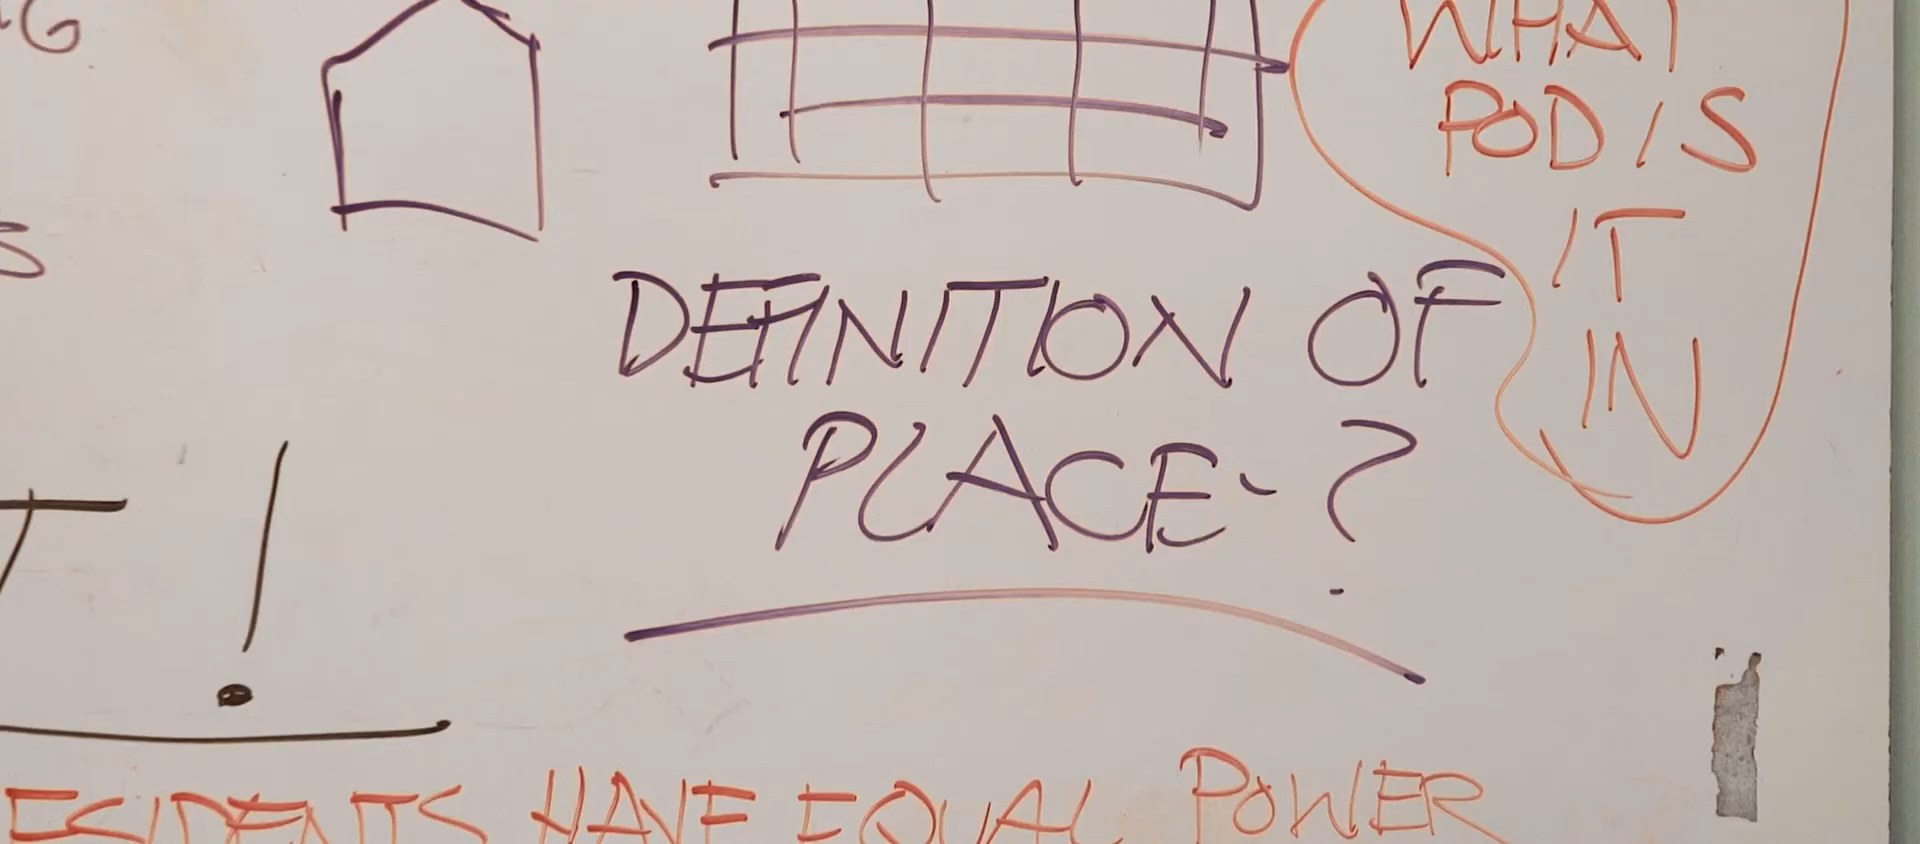 WHAT
POD IS
IT
IN
DEFINITION OF
PLACE-?
HAVE EQUAL POWER